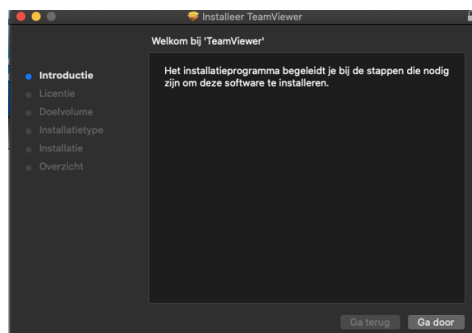 Installeer TeamViewer
Welkom bij 'TeamViewer'
Introductie
Licentie
Doelvolume
Installatietype
Installatie
Overzicht
Het installatieprogramma begeleidt je bij de stappen die nodig
zijn om deze software te installeren.
Ga terug
Ga door